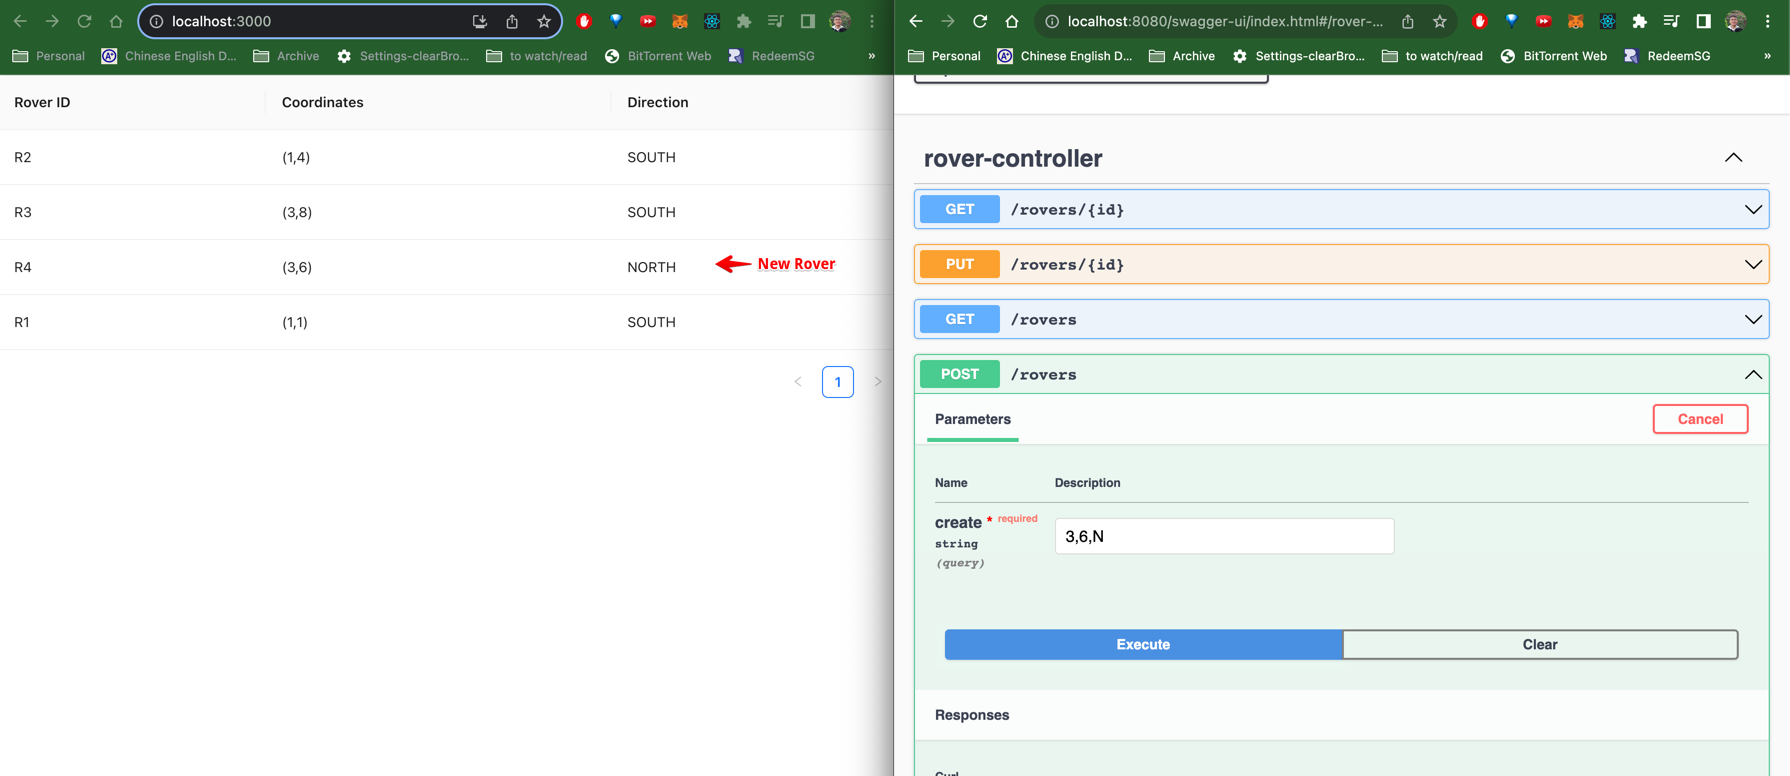 localhost:3000
Personal
Chinese English D...
Archive
Settings-clearBro...
to watch/read
BitTorrent Web
RedeemSG
»
Rover ID Coordinates Direction
R2 (1,4) SOUTH
R3 (3,8) SOUTH
R4 (3,6) NORTH
New Rover
R1 (1,1) SOUTH
< 1 >
localhost:8080/swagger-ui/index.html#/rover-...
Personal
Chinese English D...
Archive
Settings-clearBro...
to watch/read
BitTorrent Web
RedeemSG
»
rover-controller
GET /rovers/{id}
PUT /rovers/{id}
GET /rovers
POST /rovers
Parameters
Cancel
Name Description
create * required
string
(query)
3,6,N
Execute
Clear
Responses